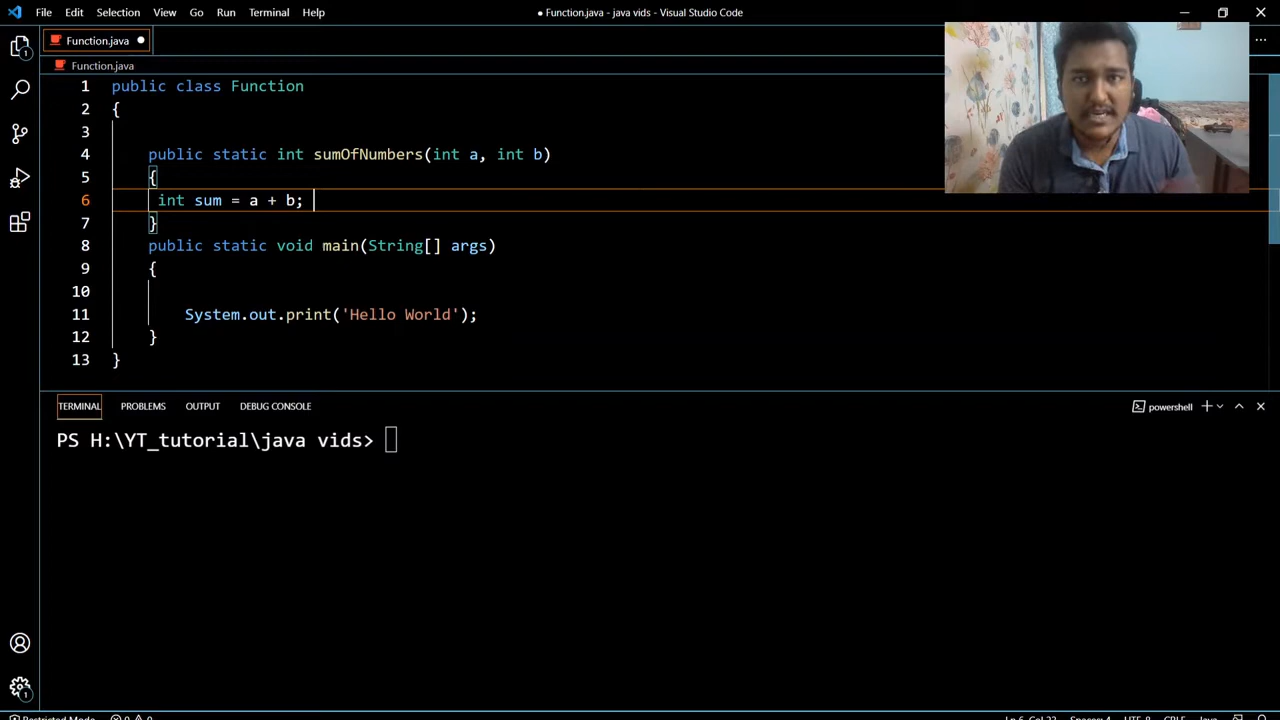 File Edit Selection View Go Run Terminal Help
● Function.java - java vids - Visual Studio Code
Function.java ●
Function.java
1 public class Function
2 {
3
4 public static int sumOfNumbers(int a, int b)
5 {
6 int sum = a + b;
7 }
8 public static void main(String[] args)
9 {
10
11 System.out.print('Hello World');
12 }
13 }
TERMINAL PROBLEMS OUTPUT DEBUG CONSOLE
powershell
PS H:\YT_tutorial\java vids>
1
1